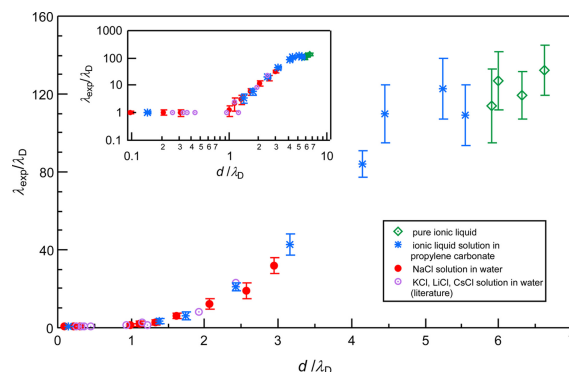 160
120
80
40
0
λexp/λD
0 1 2 3 4 5 6 7
d /λD
1000
100
10
1
0.1
λexp/λD
0.1 2 3 4 5 6 7 1 2 3 4 5 6 7 10
d /λD
pure ionic liquid
ionic liquid solution in
propylene carbonate
NaCl solution in water
KCl, LiCl, CsCl solution in water
(literature)